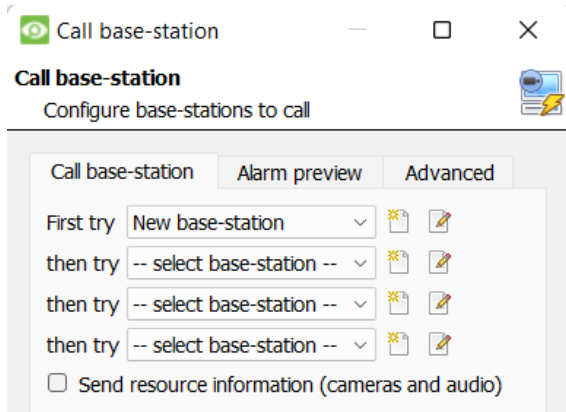 Call base-station
Call base-station
Configure base-stations to call
Call base-station Alarm preview Advanced
First try New base-station
then try -- select base-station --
then try -- select base-station --
then try -- select base-station --
Send resource information (cameras and audio)